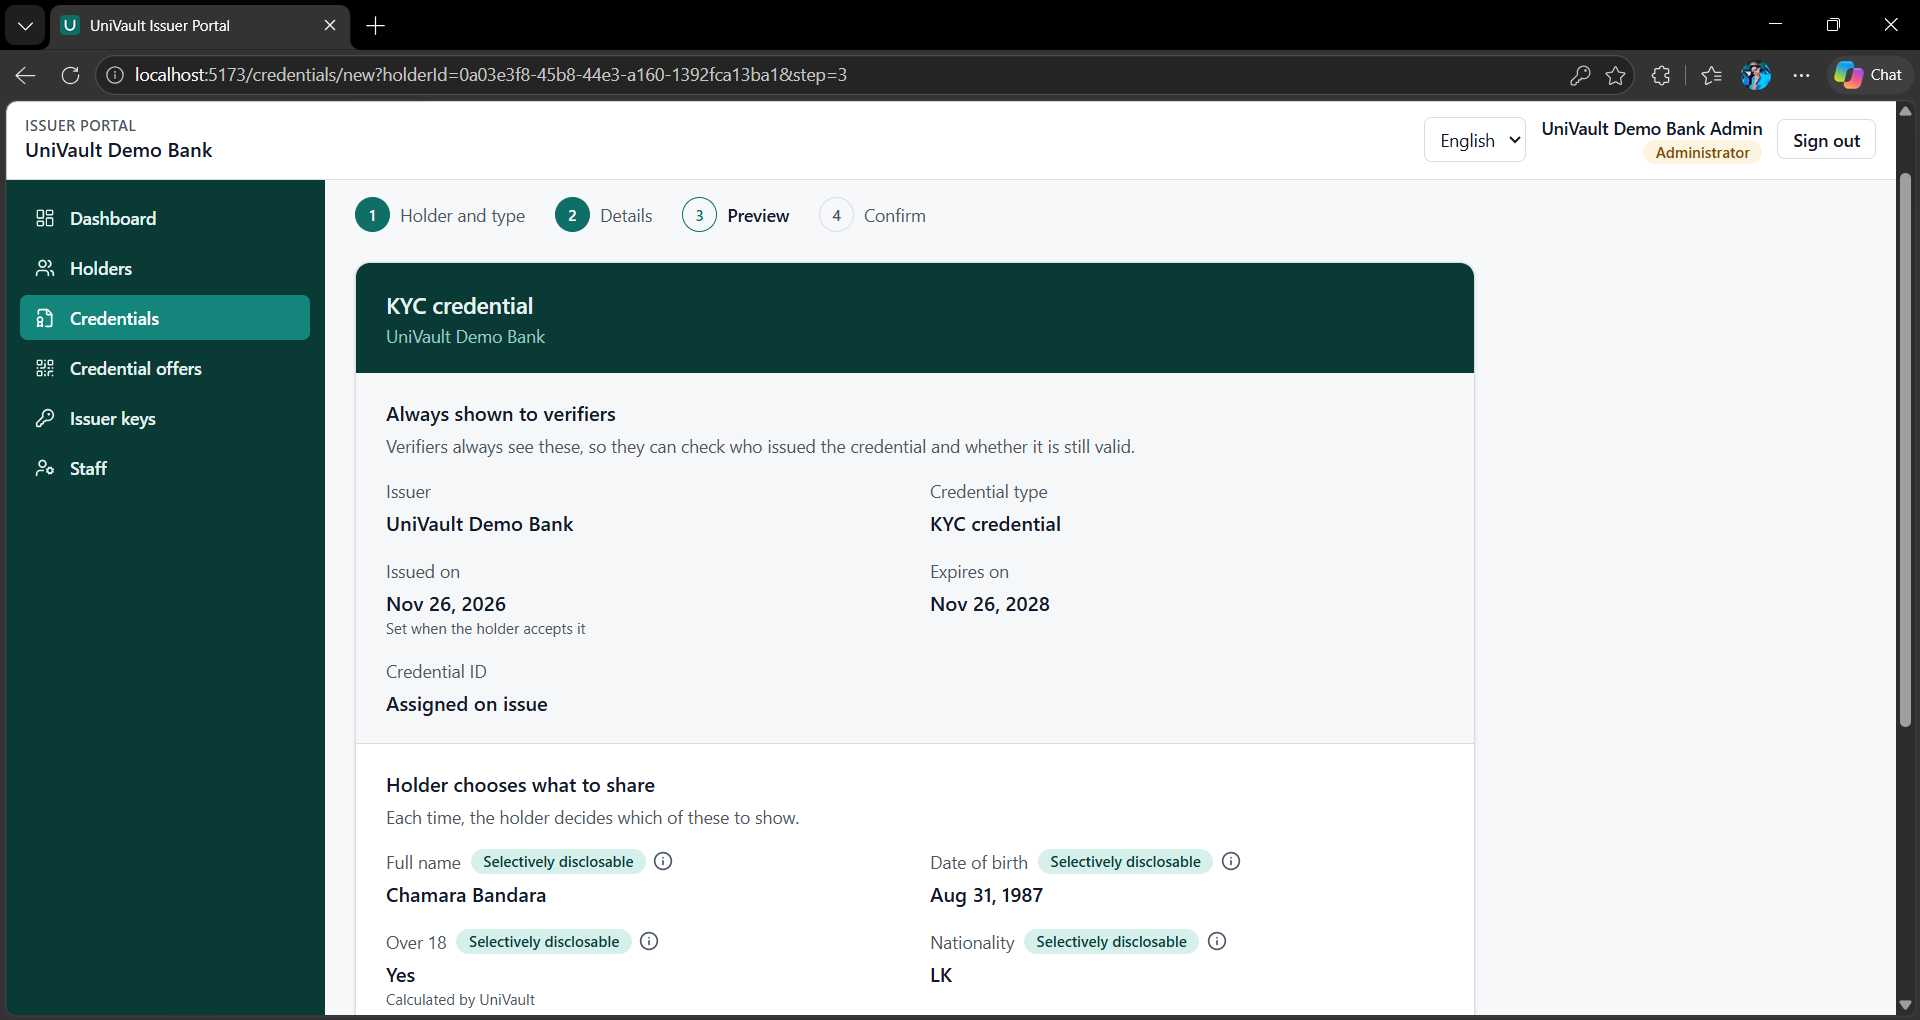 UniVault Issuer Portal
localhost:5173/credentials/new?holderId=0a03e3f8-45b8-44e3-a160-1392fca13ba1&step=3
Chat
ISSUER PORTAL
UniVault Demo Bank
English
UniVault Demo Bank Admin
Administrator
Sign out
Dashboard
Holders
Credentials
Credential offers
Issuer keys
Staff
1 Holder and type 2 Details 3 Preview 4 Confirm
KYC credential
UniVault Demo Bank
Always shown to verifiers
Verifiers always see these, so they can check who issued the credential and whether it is still valid.
Issuer
UniVault Demo Bank
Credential type
KYC credential
Issued on
Nov 26, 2026
Set when the holder accepts it
Expires on
Nov 26, 2028
Credential ID
Assigned on issue
Holder chooses what to share
Each time, the holder decides which of these to show.
Full name Selectively disclosable
Chamara Bandara
Date of birth Selectively disclosable
Aug 31, 1987
Over 18 Selectively disclosable
Yes
Calculated by UniVault
Nationality Selectively disclosable
LK